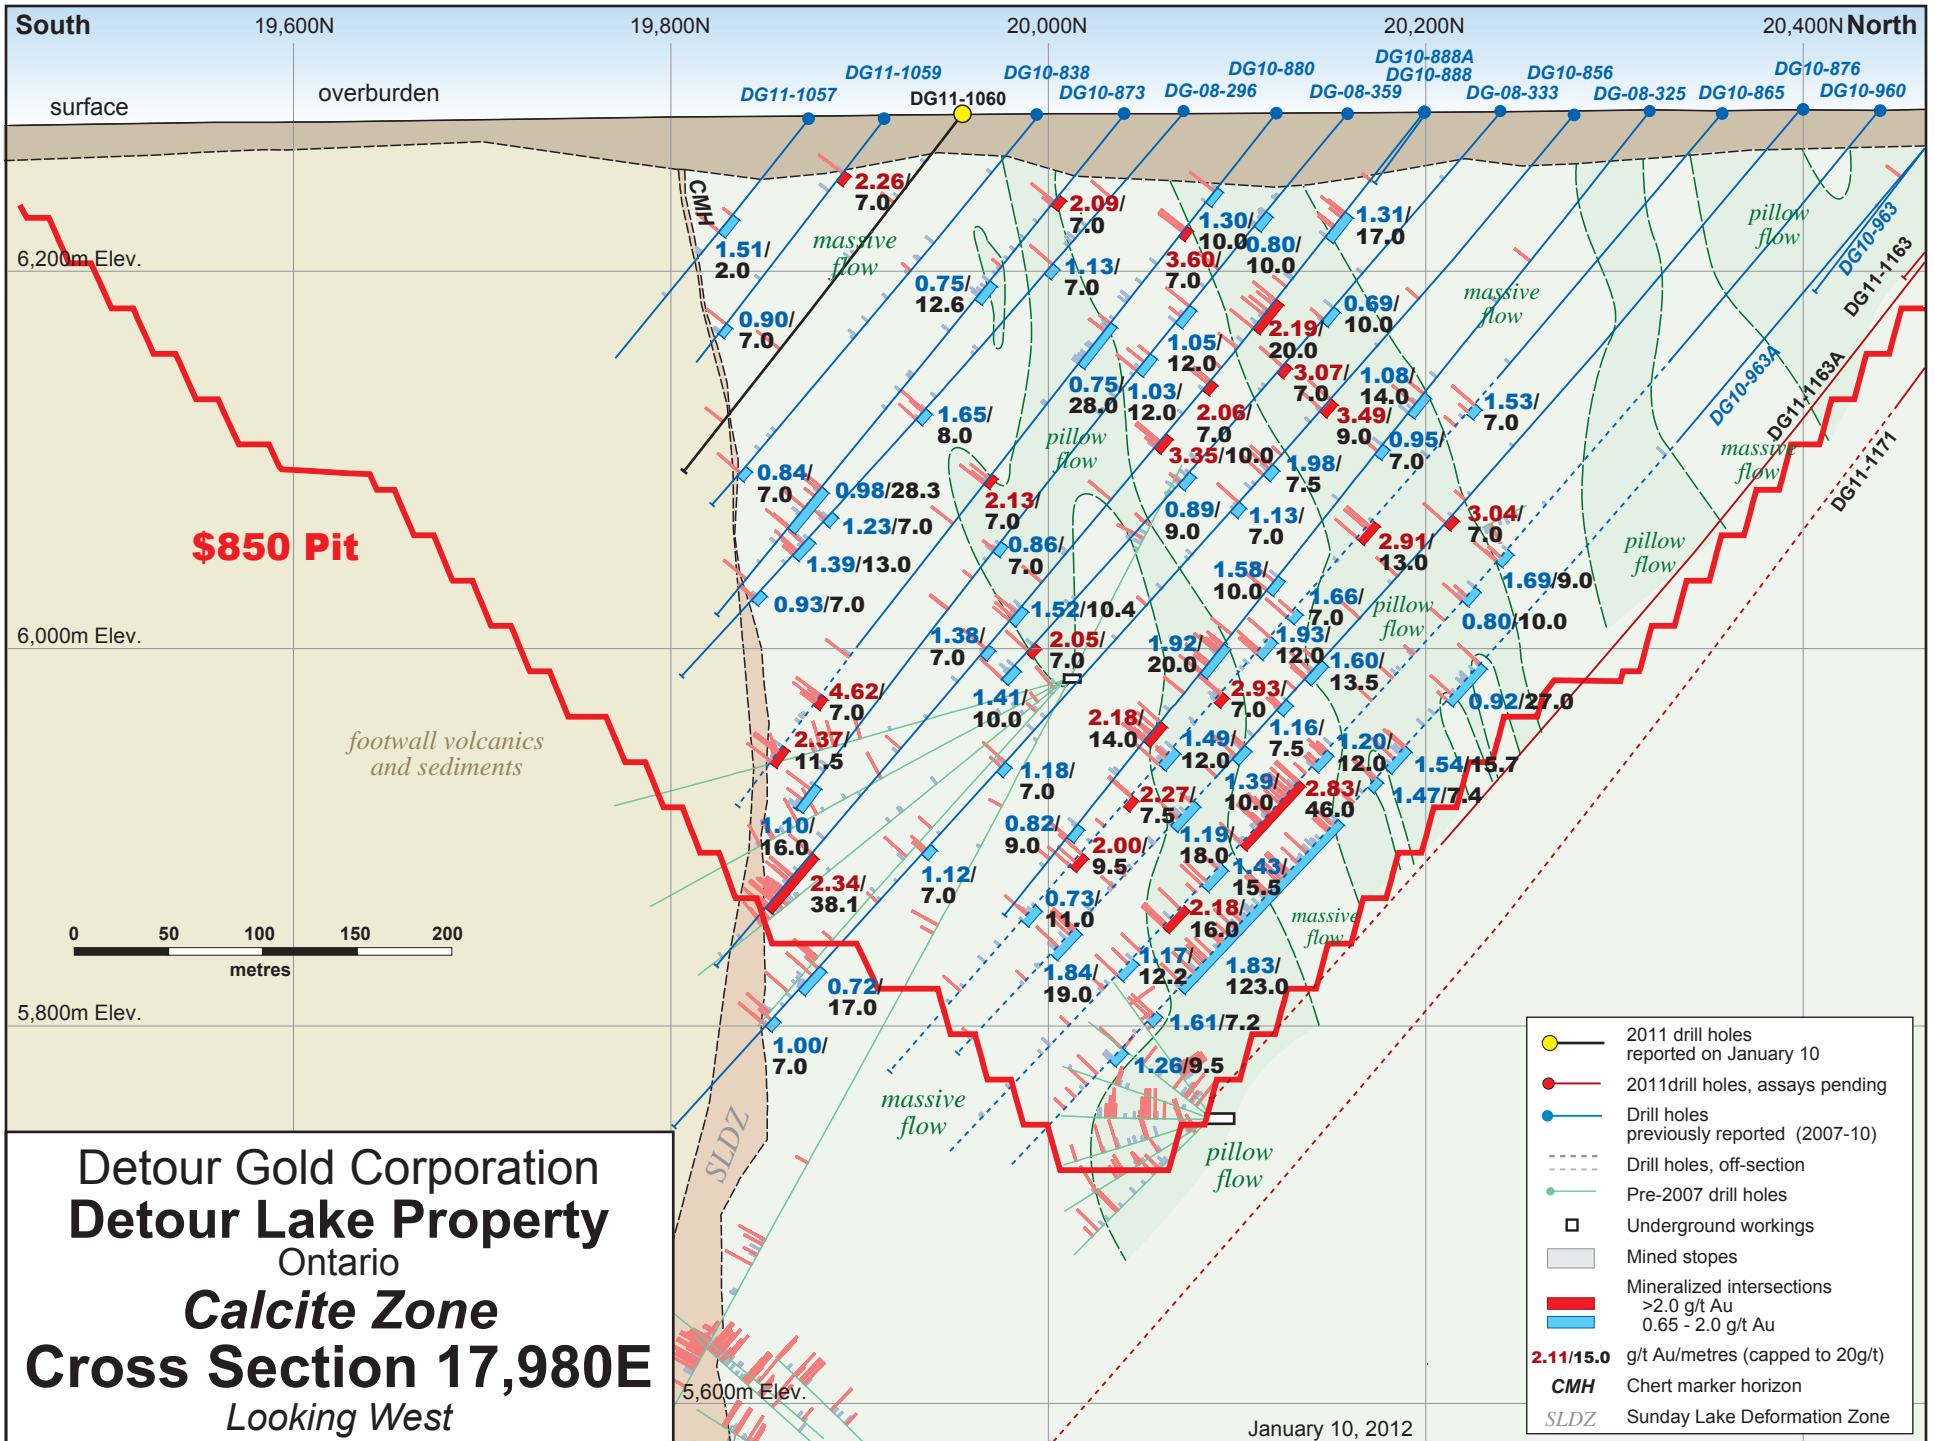 South
19,600N
19,800N
20,000N
20,200N
20,400N
North
surface
overburden
DG11-1057
DG11-1059
DG11-1060
DG10-838
DG10-873
DG-08-296
DG10-880
DG-08-359
DG10-888A
DG10-888
DG-08-333
DG10-856
DG-08-325
DG10-865
DG10-876
DG10-960
CMH
2.26/
7.0
1.51/
2.0
massive
flow
0.90/
7.0
0.75/
12.6
2.09/
7.0
1.13/
7.0
1.30/
10.0
3.60/
7.0
0.80/
10.0
1.31/
17.0
pillow
flow
DG10-963
DG11-1163
6,200m Elev.
2.19/
20.0
0.69/
10.0
massive
flow
1.05/
12.0
0.75/
28.0
1.03/
12.0
2.06/
7.0
3.07/
7.0
3.49/
9.0
1.08/
14.0
0.95/
7.0
1.53/
7.0
DG10-963A
DG11-1163A
DG11-1171
massive
flow
1.65/
8.0
pillow
flow
3.35/10.0
0.84/
7.0
0.98/28.3
1.23/7.0
1.39/13.0
0.93/7.0
2.13/
7.0
0.86/
7.0
0.89/
9.0
1.98/
7.5
1.13/
7.0
2.91/
13.0
3.04/
7.0
$850 Pit
pillow
flow
1.69/9.0
0.80/10.0
1.58/
10.0
1.66/
7.0
pillow
flow
1.52/10.4
6,000m Elev.
1.38/
7.0
2.05/
7.0
1.92/
20.0
1.93/
12.0
1.60/
13.5
0.92/27.0
1.41/
10.0
2.93/
7.0
4.62/
7.0
2.37/
11.5
2.18/
14.0
1.49/
12.0
1.16/
7.5
1.20/
12.0
1.54/15.7
1.47/7.4
footwall volcanics
and sediments
1.18/
7.0
2.27/
7.5
1.39/
10.0
2.83/
46.0
1.10/
16.0
0.82/
9.0
2.00/
9.5
1.19/
18.0
1.43/
15.5
2.34/
38.1
1.12/
7.0
0.73/
11.0
2.18/
16.0
massive
flow
0
50
100
150
200
metres
0.72/
17.0
1.84/
19.0
1.17/
12.2
1.83/
123.0
5,800m Elev.
1.00/
7.0
1.61/7.2
1.26/9.5
massive
flow
pillow
flow
SLDZ
5,600m Elev.
January 10, 2012
Detour Gold Corporation
Detour Lake Property
Ontario
Calcite Zone
Cross Section 17,980E
Looking West
2011 drill holes
reported on January 10
2011drill holes, assays pending
Drill holes
previously reported (2007-10)
Drill holes, off-section
Pre-2007 drill holes
Underground workings
Mined stopes
Mineralized intersections
>2.0 g/t Au
0.65 - 2.0 g/t Au
2.11/15.0 g/t Au/metres (capped to 20g/t)
CMH Chert marker horizon
SLDZ Sunday Lake Deformation Zone